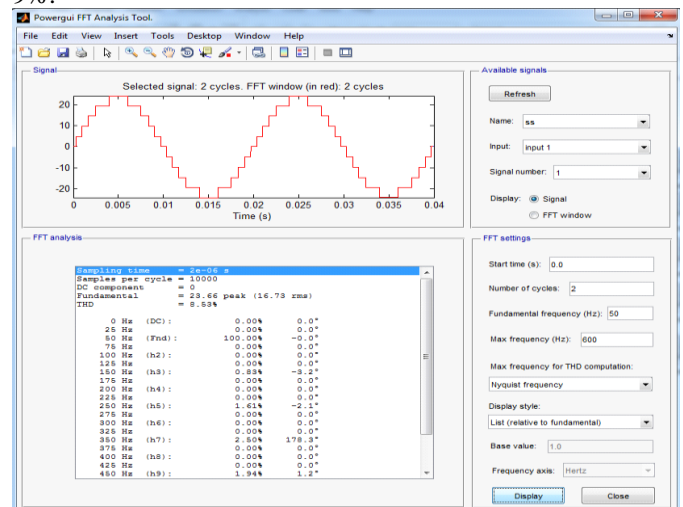 9%.
Powergui FFT Analysis Tool.
File Edit View Insert Tools Desktop Window Help
Signal
Selected signal: 2 cycles. FFT window (in red): 2 cycles
20
10
0
-10
-20
0 0.005 0.01 0.015 0.02 0.025 0.03 0.035 0.04
Time (s)
Available signals
Refresh
Name: ss
Input: input 1
Signal number: 1
Display: Signal
FFT window
FFT analysis
Sampling time = 2e-06 s
Samples per cycle = 10000
DC component = 0
Fundamental = 23.66 peak (16.73 rms)
THD = 8.53%
0 Hz (DC): 0.00% 0.0°
25 Hz 0.00% 0.0°
50 Hz (Fnd): 100.00% -0.0°
75 Hz 0.00% 0.0°
100 Hz (h2): 0.00% 0.0°
125 Hz 0.00% 0.0°
150 Hz (h3): 0.83% -3.2°
175 Hz 0.00% 0.0°
200 Hz (h4): 0.00% 0.0°
225 Hz 0.00% 0.0°
250 Hz (h5): 1.61% -2.1°
275 Hz 0.00% 0.0°
300 Hz (h6): 0.00% 0.0°
325 Hz 0.00% 0.0°
350 Hz (h7): 2.50% 178.3°
375 Hz 0.00% 0.0°
400 Hz (h8): 0.00% 0.0°
425 Hz 0.00% 0.0°
450 Hz (h9): 1.94% 1.2°
FFT settings
Start time (s): 0.0
Number of cycles: 2
Fundamental frequency (Hz): 50
Max frequency (Hz): 600
Max frequency for THD computation:
Nyquist frequency
Display style:
List (relative to fundamental)
Base value: 1.0
Frequency axis: Hertz
Display Close